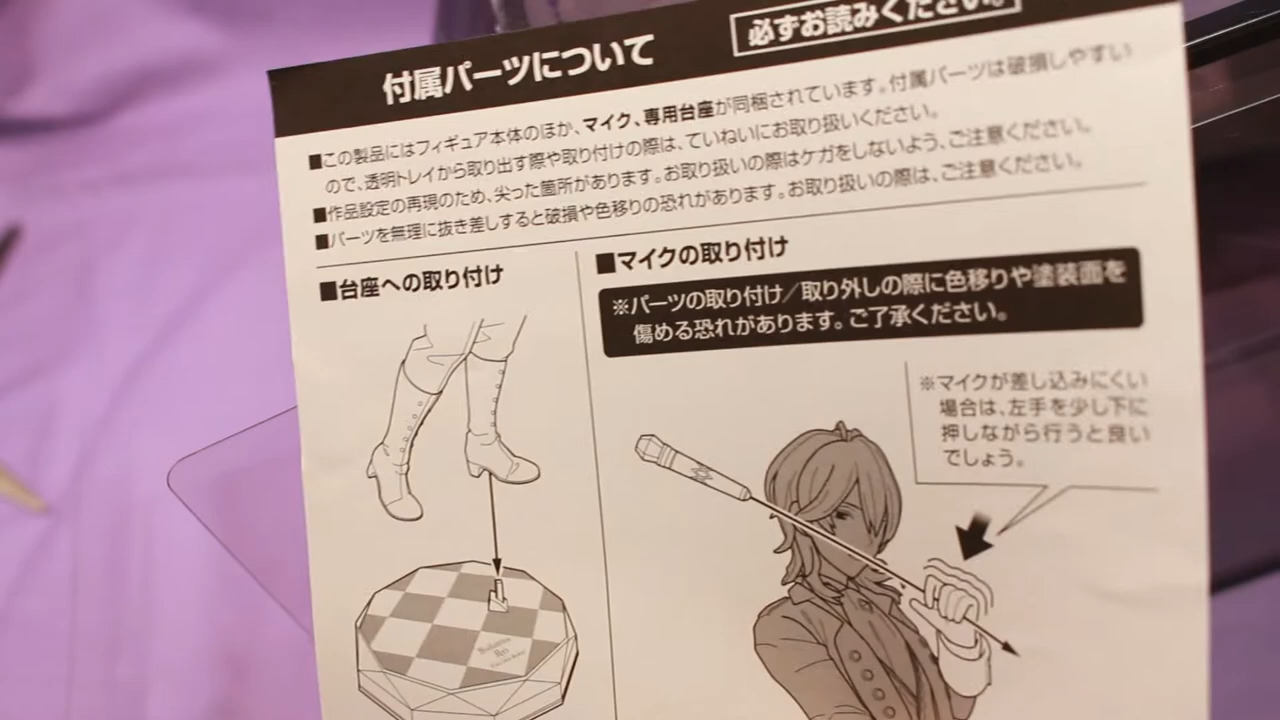 付属パーツについて
必ずお読みください。
■この製品にはフィギュア本体のほか、マイク、専用台座が同梱されています。付属パーツは破損しやすい
ので、透明トレイから取り出す際や取り付けの際は、ていねいにお取り扱いください。
■作品設定の再現のため、尖った箇所があります。お取り扱いの際はケガをしないよう、ご注意ください。
■パーツを無理に抜き差しすると破損や色移りの恐れがあります。お取り扱いの際は、ご注意ください。
■台座への取り付け
■マイクの取り付け
※パーツの取り付け／取り外しの際に色移りや塗装面を
傷める恐れがあります。ご了承ください。
※マイクが差し込みにくい
場合は、左手を少し下に
押しながら行うと良い
でしょう。